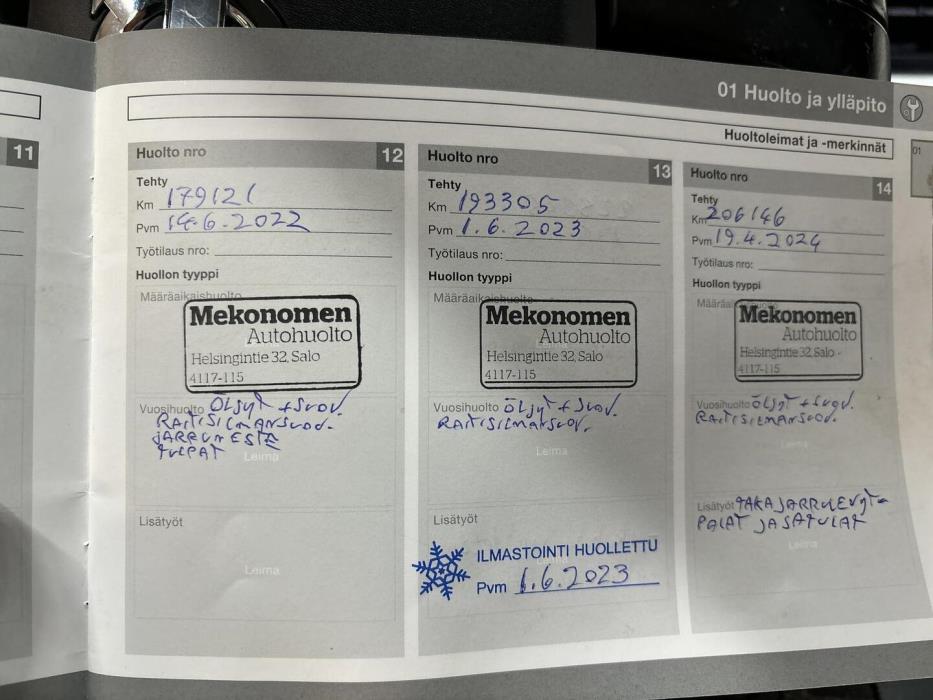 01 Huolto ja ylläpito
Huoltoleimat ja -merkinnät
01
11
Huolto nro 12
Tehty
Km 179121
Pvm 14.6.2022
Työtilaus nro:
Huollon tyyppi
Määräaikaishuolto
Mekonomen
Autohuolto
Helsingintie 32, Salo
4117-115
Vuosihuolto ÖLJYT + SUOD.
RAITISILMANSUOD.
JARRUNESTE
TULPAT
Leima
Lisätyöt
Leima
Huolto nro 13
Tehty
Km 193305
Pvm 1.6.2023
Työtilaus nro:
Huollon tyyppi
Määräaikaishuolto
Mekonomen
Autohuolto
Helsingintie 32, Salo
4117-115
Vuosihuolto ÖLJYT + SUOD.
RAITISILMANSUOD.
Leima
Lisätyöt
ILMASTOINTI HUOLLETTU
Pvm 1.6.2023
Huolto nro 14
Tehty
Km 206146
Pvm 19.4.2024
Työtilaus nro:
Huollon tyyppi
Mekonomen
Autohuolto
Helsingintie 32, Salo
4117-115
Vuosihuolto ÖLJYT + SUOD.
RAITISILMANSUOD.
Leima
Lisätyöt TAKAJARRULEVYT-
PALAT JA SATULAT
Leima